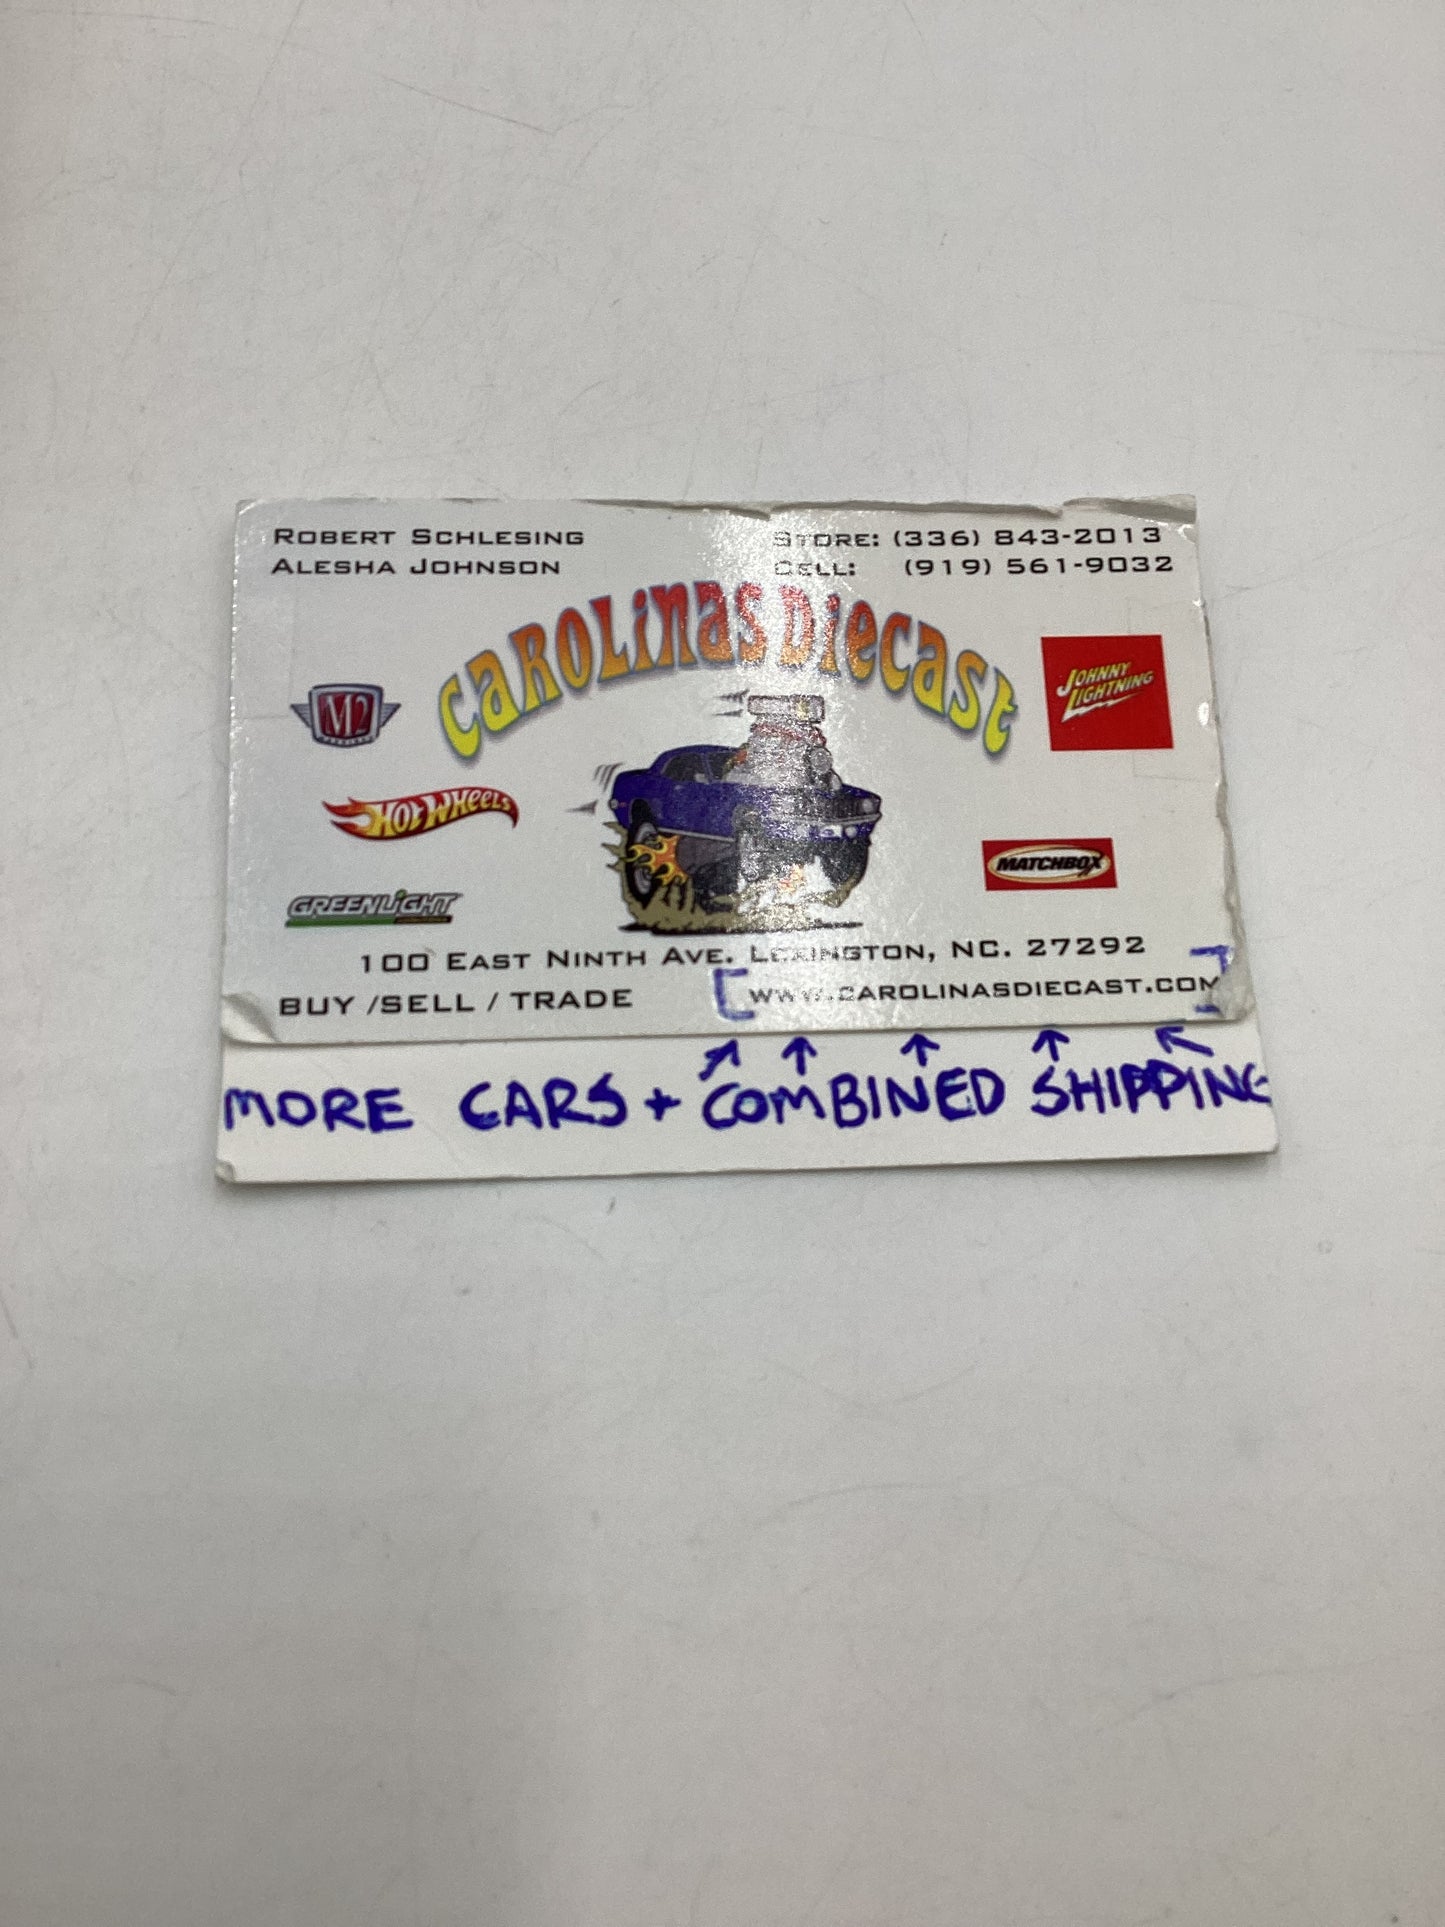 ROBERT SCHLESING
ALESHA JOHNSON
STORE: (336) 843-2013
CELL: (919) 561-9032
CAROLINAS DIECAST
M2
JOHNNY LIGHTNING
HOT WHEELS
MATCHBOX
GREENLIGHT
100 EAST NINTH AVE. LEXINGTON, NC. 27292
BUY /SELL / TRADE
[WWW.CAROLINASDIECAST.COM]
↗ ↑ ↑ ↑ ↖
MORE CARS + COMBINED SHIPPING